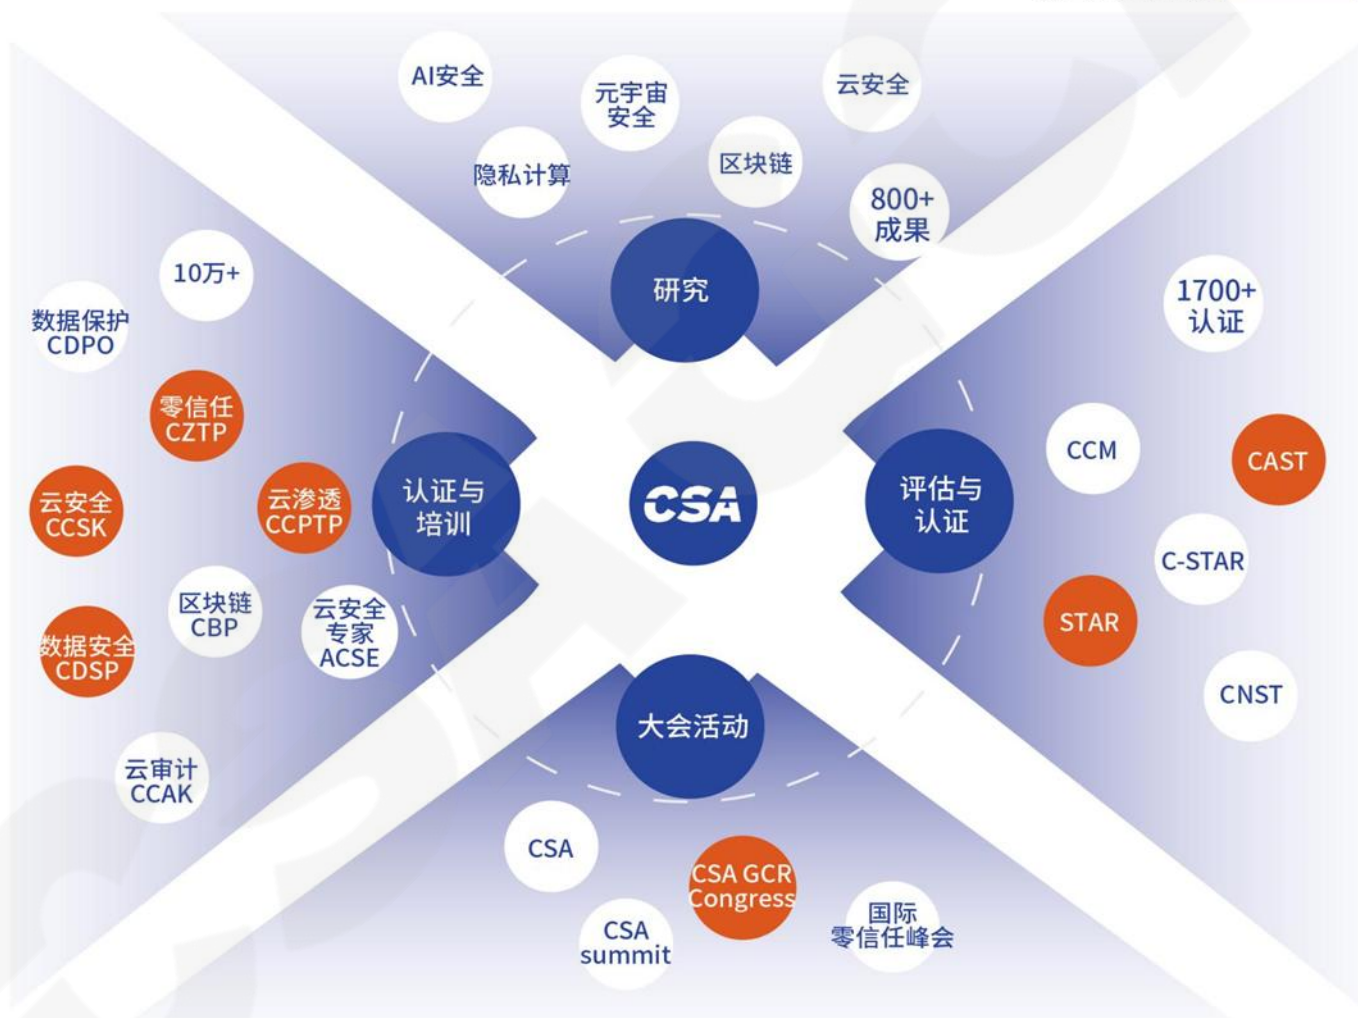 AI安全
元宇宙
安全
云安全
隐私计算
区块链
800+
成果
研究
10万+
数据保护
CDPO
零信任
CZTP
云安全
CCSK
云渗透
CCPTP
认证与
培训
区块链
CBP
云安全
专家
ACSE
数据安全
CDSP
云审计
CCAK
CSA
评估与
认证
1700+
认证
CCM
CAST
C-STAR
STAR
CNST
大会活动
CSA
CSA GCR
Congress
CSA
summit
国际
零信任峰会